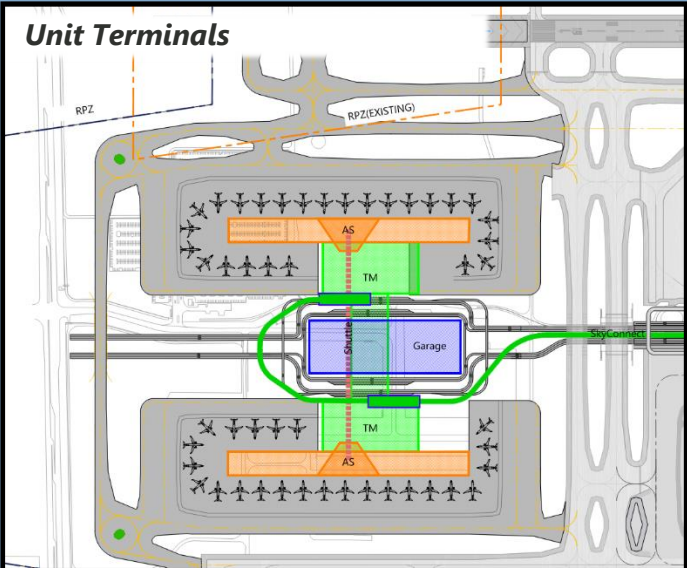 Unit Terminals
RPZ
RPZ(EXISTING)
AS
TM
SkyConnect
Shuttle
Garage
TM
AS